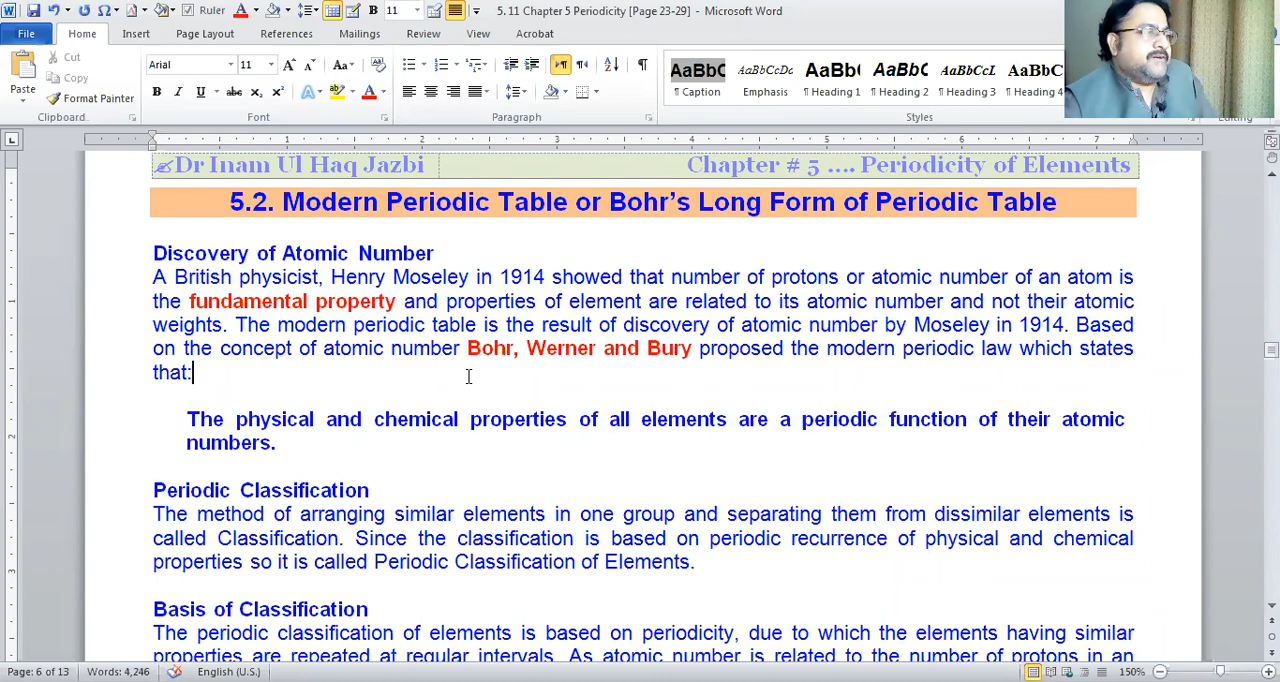 Ruler
11
5. 11 Chapter 5 Periodicity [Page 23-29] - Microsoft Word
File Home Insert Page Layout References Mailings Review View Acrobat
Paste
Cut
Copy
Format Painter
Clipboard
Arial 11
Font
Paragraph
AaBbC AaBbCcDc AaBbC AaBbC AaBbCcL AaBbC
¶ Caption Emphasis ¶ Heading 1 ¶ Heading 2 ¶ Heading 3 ¶ Heading 4
Styles
Editing
1 2 3 4 5 6 7
Dr Inam Ul Haq Jazbi Chapter # 5 .... Periodicity of Elements
5.2. Modern Periodic Table or Bohr’s Long Form of Periodic Table
Discovery of Atomic Number
A British physicist, Henry Moseley in 1914 showed that number of protons or atomic number of an atom is
the fundamental property and properties of element are related to its atomic number and not their atomic
weights. The modern periodic table is the result of discovery of atomic number by Moseley in 1914. Based
on the concept of atomic number Bohr, Werner and Bury proposed the modern periodic law which states
that:
The physical and chemical properties of all elements are a periodic function of their atomic
numbers.
Periodic Classification
The method of arranging similar elements in one group and separating them from dissimilar elements is
called Classification. Since the classification is based on periodic recurrence of physical and chemical
properties so it is called Periodic Classification of Elements.
Basis of Classification
The periodic classification of elements is based on periodicity, due to which the elements having similar
properties are repeated at regular intervals. As atomic number is related to the number of protons in an
Page: 6 of 13 Words: 4,246 English (U.S.) 150%